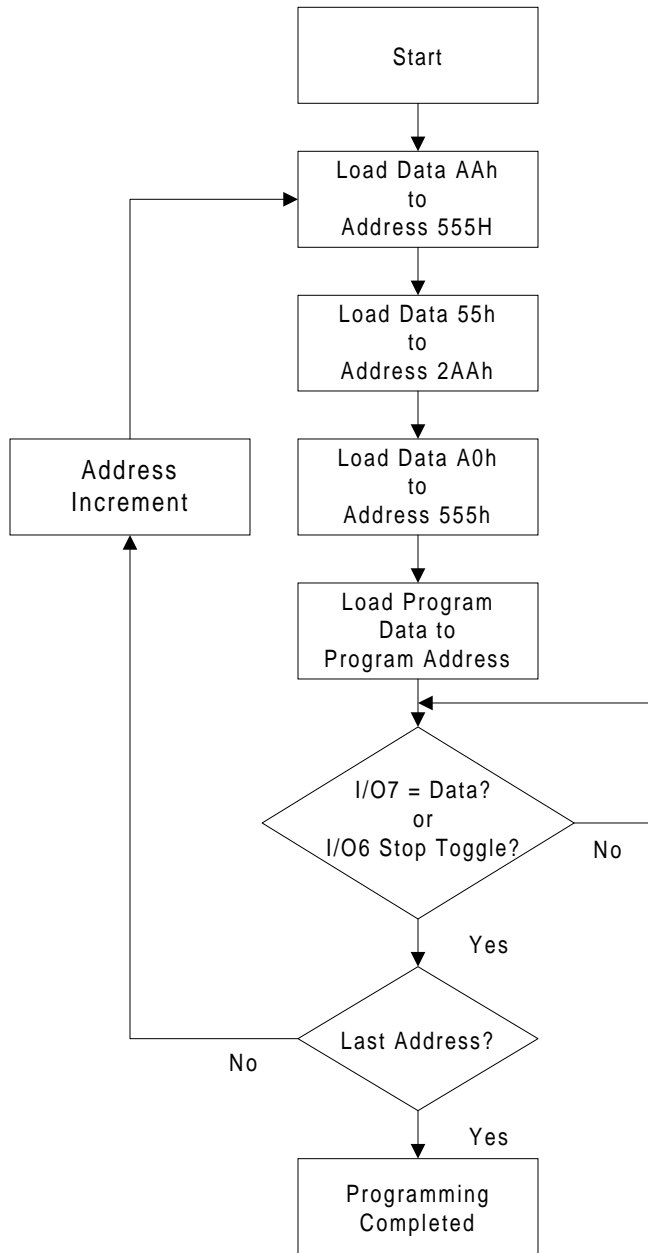 Start
Load Data AAh
to
Address 555H
Load Data 55h
to
Address 2AAh
Address
Increment
Load Data A0h
to
Address 555h
Load Program
Data to
Program Address
I/O7 = Data?
or
I/O6 Stop Toggle?
No
Yes
Last Address?
No
Yes
Programming
Completed